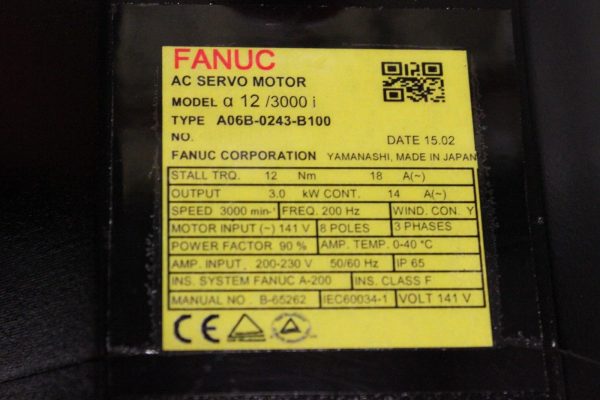 FANUC
AC SERVO MOTOR
MODEL α 12 /3000 i
TYPE A06B-0243-B100
NO. DATE 15.02
FANUC CORPORATION YAMANASHI, MADE IN JAPAN
STALL TRQ. 12 Nm 18 A(~)
OUTPUT 3.0 kW CONT. 14 A(~)
SPEED 3000 min-¹ FREQ. 200 Hz WIND. CON. Y
MOTOR INPUT (~) 141 V 8 POLES 3 PHASES
POWER FACTOR 90 % AMP. TEMP. 0-40 °C
AMP. INPUT, 200-230 V 50/60 Hz IP 65
INS. SYSTEM FANUC A-200 INS. CLASS F
MANUAL NO. B-65262 IEC60034-1 VOLT 141 V
CE